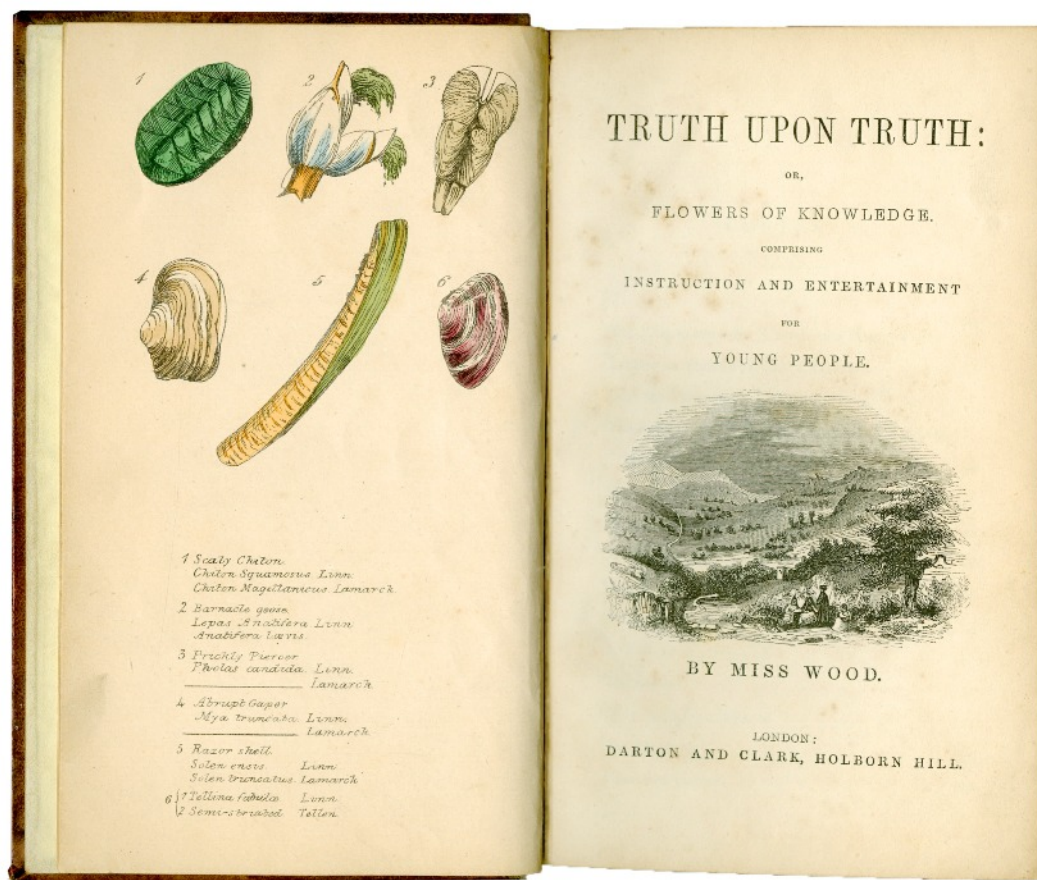 1
2
3
4
5
6
1 Scaly Chiton
Chiton Squamosus Linn.
Chiton Magellanicus Lamarck
2 Barnacle goose
Lepas Anatifera Linn
Anatifera lævis.
3 Prickly Piercer
Pholas candida Linn.
Lamarck
4 Abrupt Gaper
Mya truncata Linn.
Lamarck
5 Razor shell.
Solen ensis Linn
Solen truncatus Lamarck
6 { 1 Tellina fabula Linn
2 Semi-striated Tellen
TRUTH UPON TRUTH:
OR,
FLOWERS OF KNOWLEDGE.
COMPRISING
INSTRUCTION AND ENTERTAINMENT
FOR
YOUNG PEOPLE.
BY MISS WOOD.
LONDON:
DARTON AND CLARK, HOLBORN HILL.